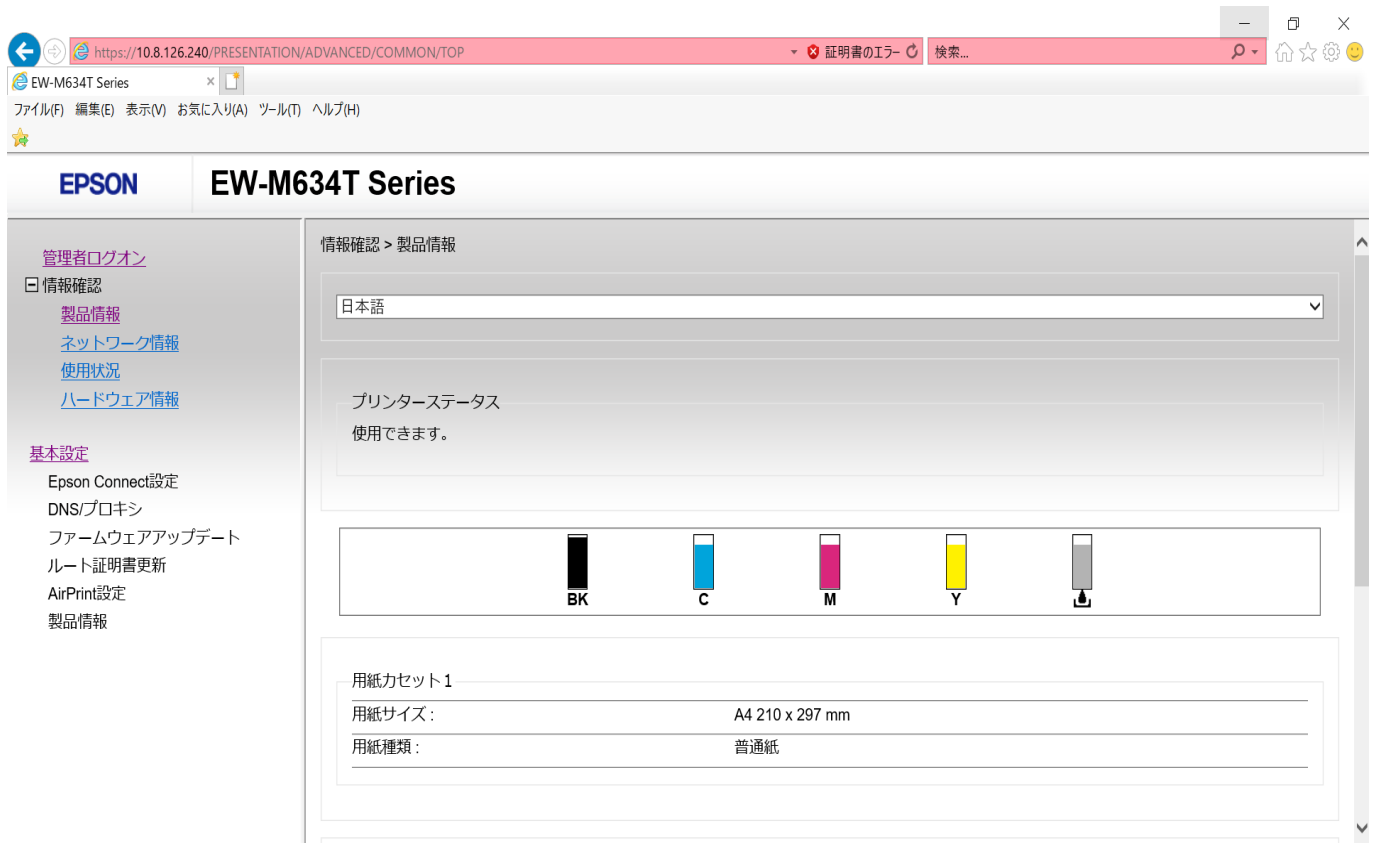 https://10.8.126.240/PRESENTATION/ADVANCED/COMMON/TOP
証明書のエラー
検索...
EW-M634T Series
ファイル(F) 編集(E) 表示(V) お気に入り(A) ツール(T) ヘルプ(H)
EPSON
EW-M634T Series
管理者ログオン
情報確認
製品情報
ネットワーク情報
使用状況
ハードウェア情報
基本設定
Epson Connect設定
DNS/プロキシ
ファームウェアアップデート
ルート証明書更新
AirPrint設定
製品情報
情報確認 > 製品情報
日本語
プリンターステータス
使用できます。
BK C M Y
用紙カセット 1
用紙サイズ : A4 210 x 297 mm
用紙種類 : 普通紙